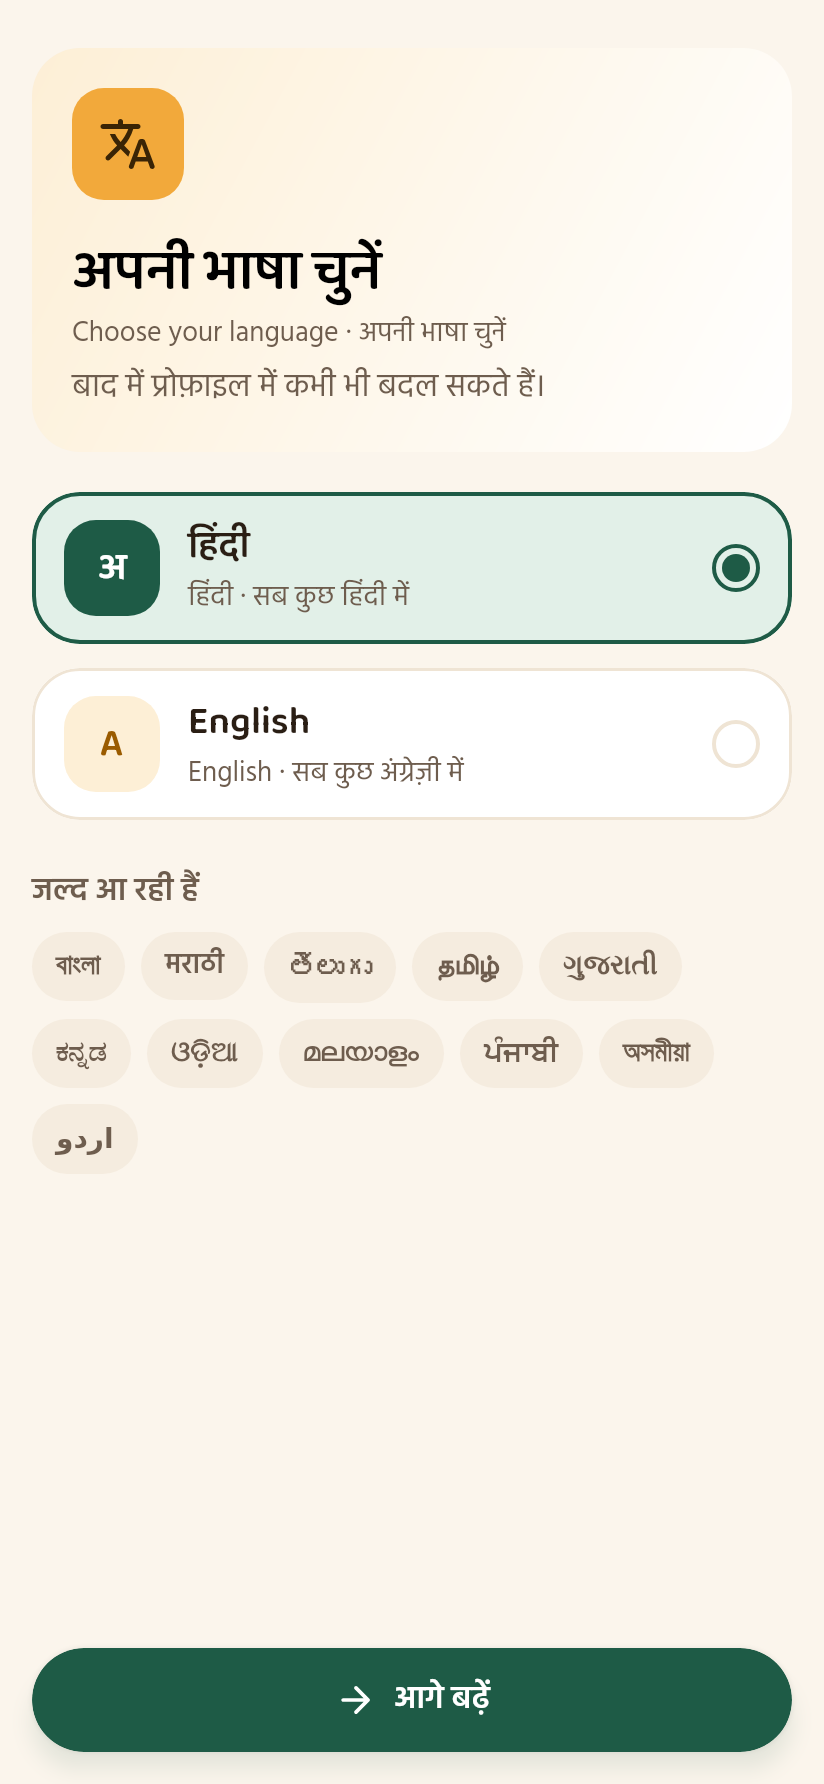 अपनी भाषा चुनें
Choose your language · अपनी भाषा चुनें
बाद में प्रोफ़ाइल में कभी भी बदल सकते हैं।
अ
हिंदी
हिंदी · सब कुछ हिंदी में
A
English
English · सब कुछ अंग्रेज़ी में
जल्द आ रही हैं
বাংলা मराठी తెలుగు தமிழ் ગુજરાતી
ಕನ್ನಡ ଓଡ଼ିଆ മലയാളം ਪੰਜਾਬੀ অসমীয়া
اردو
आगे बढ़ें